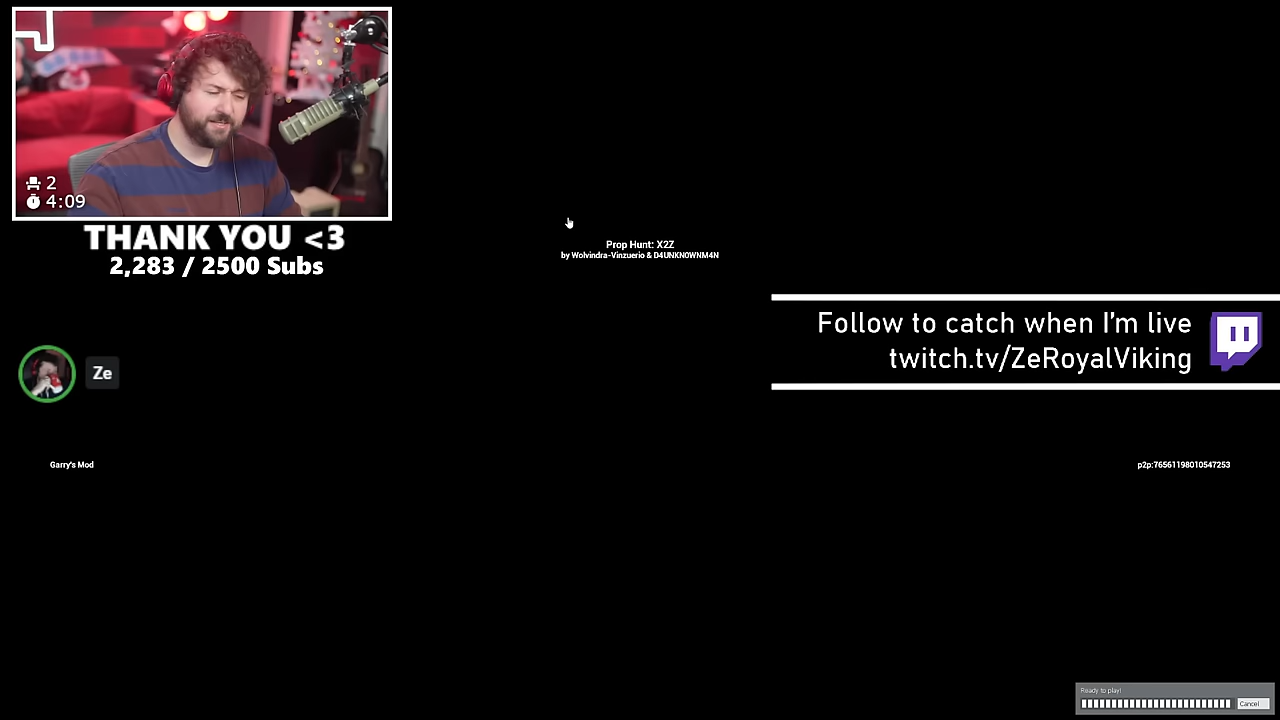 2
4:09
THANK YOU <3
2,283 / 2500 Subs
Prop Hunt: X2Z
by Wolvindra-Vinzuerio & D4UNKN0WNM4N
Follow to catch when I'm live
twitch.tv/ZeRoyalViking
Ze
Garry's Mod
p2p:76561198010547253
Ready to play!
Cancel